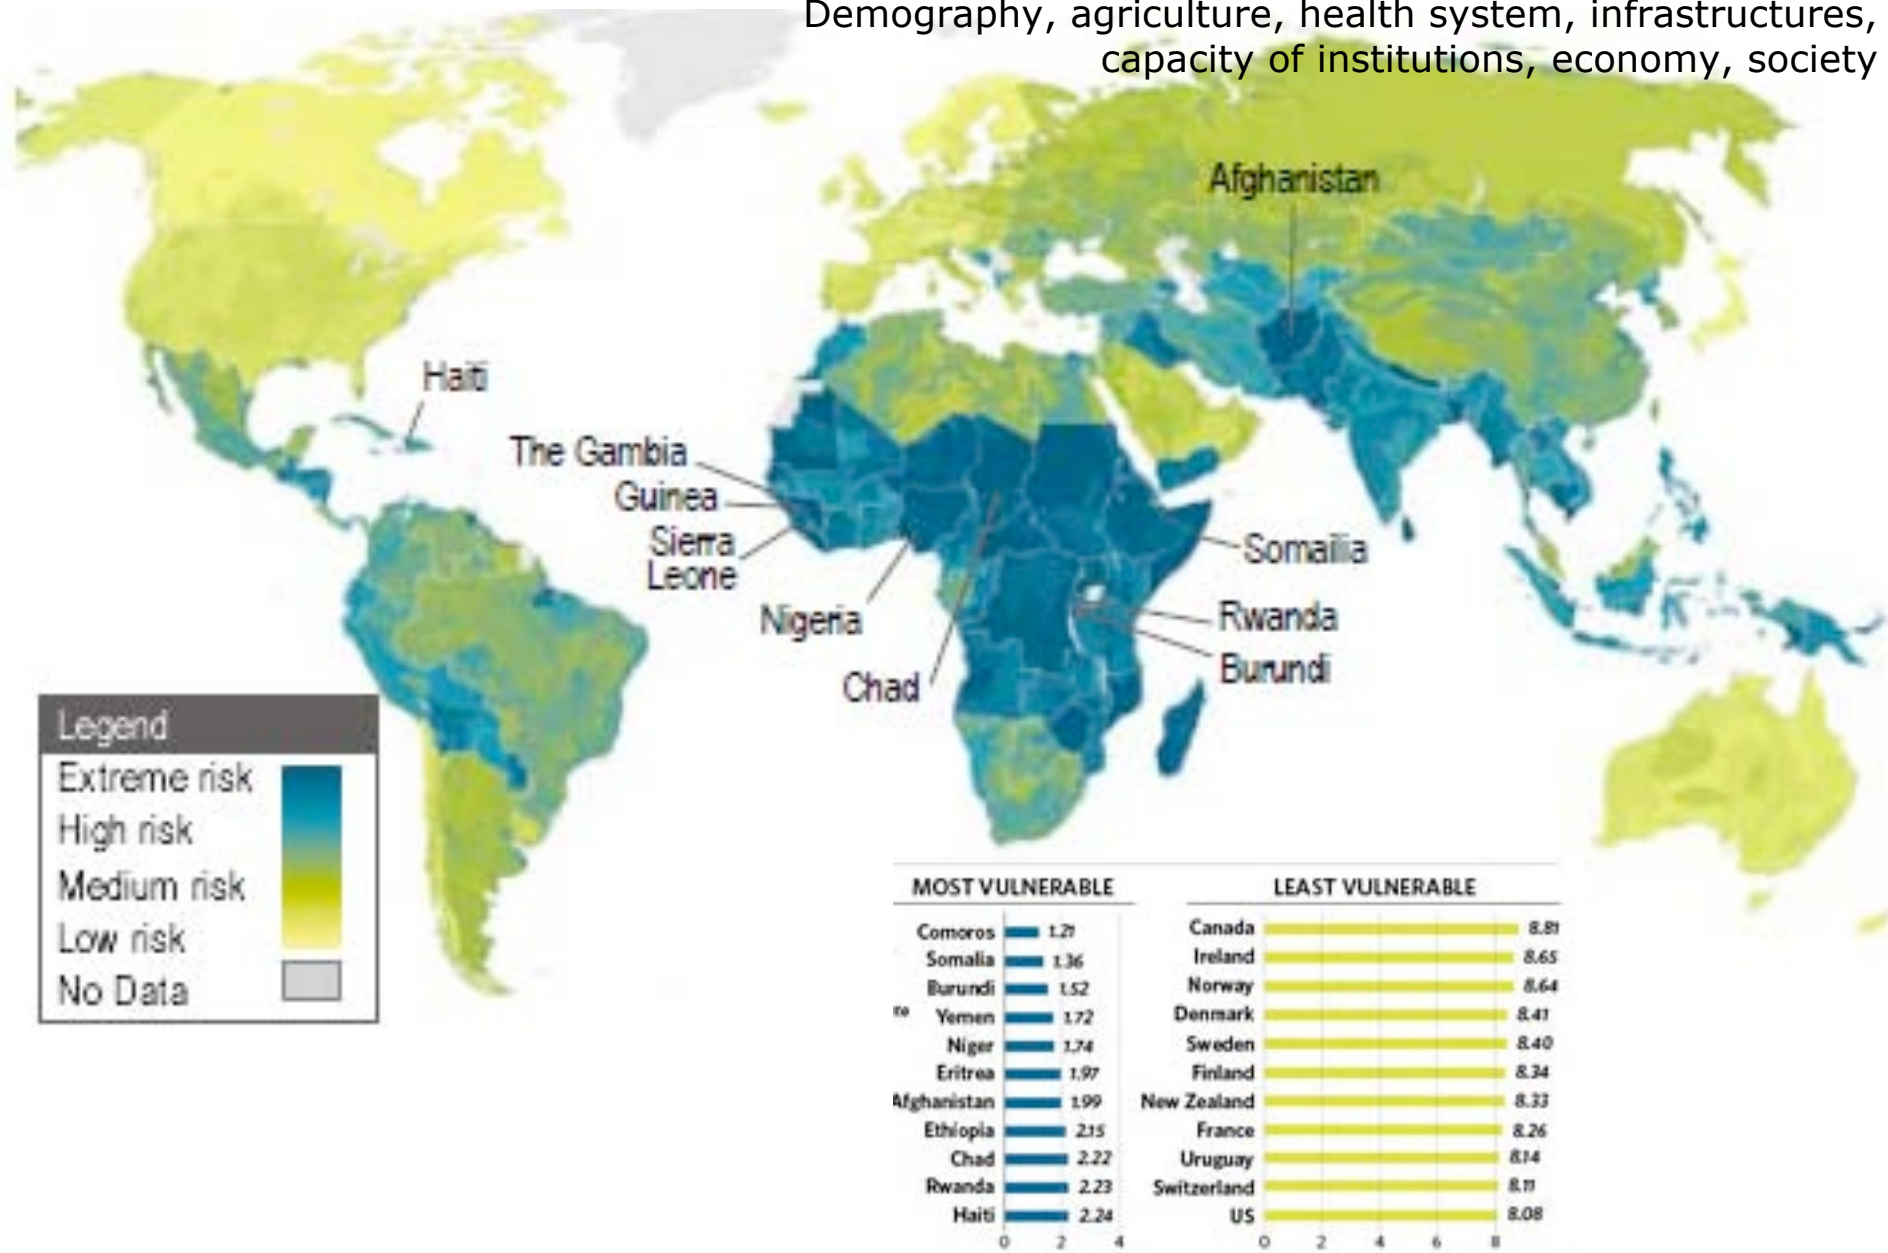 Demography, agriculture, health system, infrastructures,
capacity of institutions, economy, society
Afghanistan
Haiti
The Gambia
Guinea
Sierra
Leone
Nigeria
Chad
Somailia
Rwanda
Burundi
Legend
Extreme risk
High risk
Medium risk
Low risk
No Data
MOST VULNERABLE
Comoros 1.21
Somalia 1.36
Burundi 1.52
re Yemen 1.72
Niger 1.74
Eritrea 1.97
Afghanistan 1.99
Ethiopia 2.15
Chad 2.22
Rwanda 2.23
Haiti 2.24
0 2 4
LEAST VULNERABLE
Canada 8.81
Ireland 8.65
Norway 8.64
Denmark 8.41
Sweden 8.40
Finland 8.34
New Zealand 8.33
France 8.26
Uruguay 8.14
Switzerland 8.11
US 8.08
0 2 4 6 8